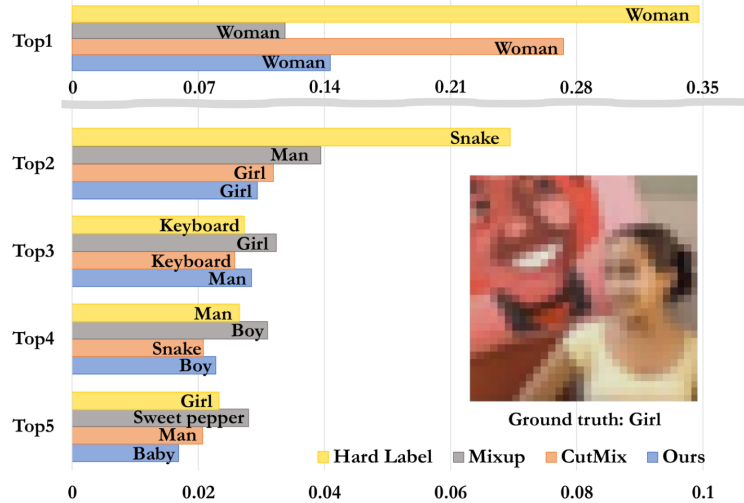 Top1
Woman
Woman
Woman
Woman
0 0.07 0.14 0.21 0.28 0.35
Top2
Snake
Man
Girl
Girl
Top3
Keyboard
Girl
Keyboard
Man
Top4
Man
Boy
Snake
Boy
Top5
Girl
Sweet pepper
Man
Baby
Ground truth: Girl
Hard Label Mixup CutMix Ours
0 0.02 0.04 0.06 0.08 0.1